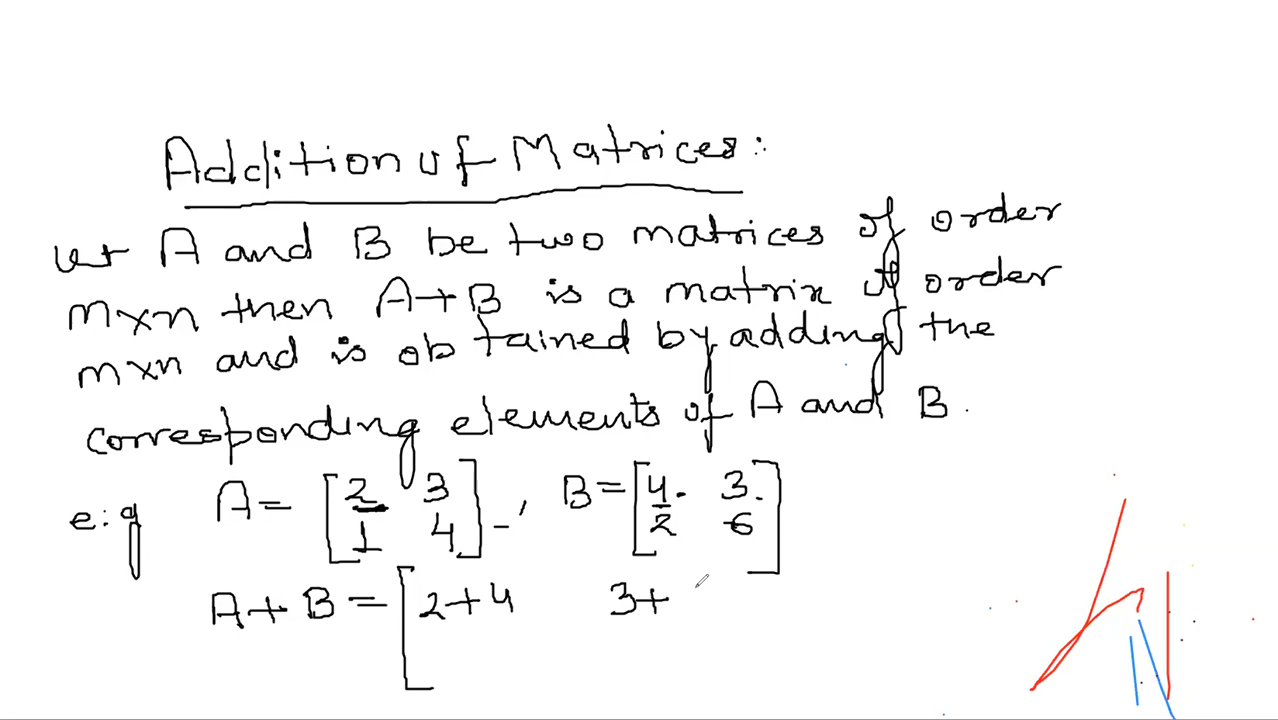 Addition of Matrices:
Let A and B be two matrices of order
mxn then A+B is a matrix of order
mxn and is obtained by adding the
corresponding elements of A and B.
e:g A = [2 3
1 4], B = [4 3
2 6]
A+B = [2+4 3+